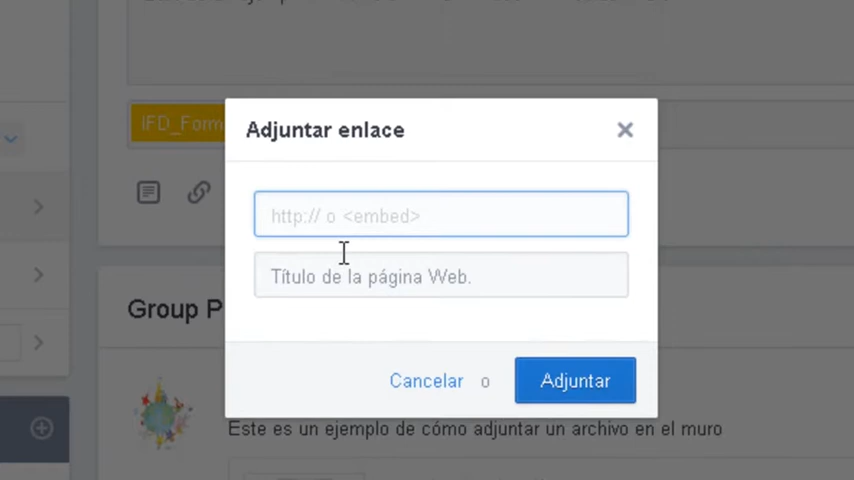 IFD_Form
Adjuntar enlace
http:// o <embed>
Título de la página Web.
Group P
Cancelar o Adjuntar
Este es un ejemplo de cómo adjuntar un archivo en el muro